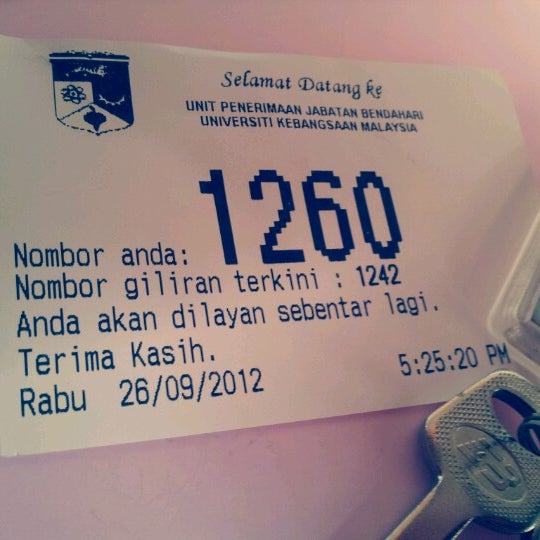 Selamat Datang ke
UNIT PENERIMAAN JABATAN BENDAHARI
UNIVERSITI KEBANGSAAN MALAYSIA
Nombor anda: 1260
Nombor giliran terkini : 1242
Anda akan dilayan sebentar lagi.
Terima Kasih.
Rabu 26/09/2012 5:25:20 PM